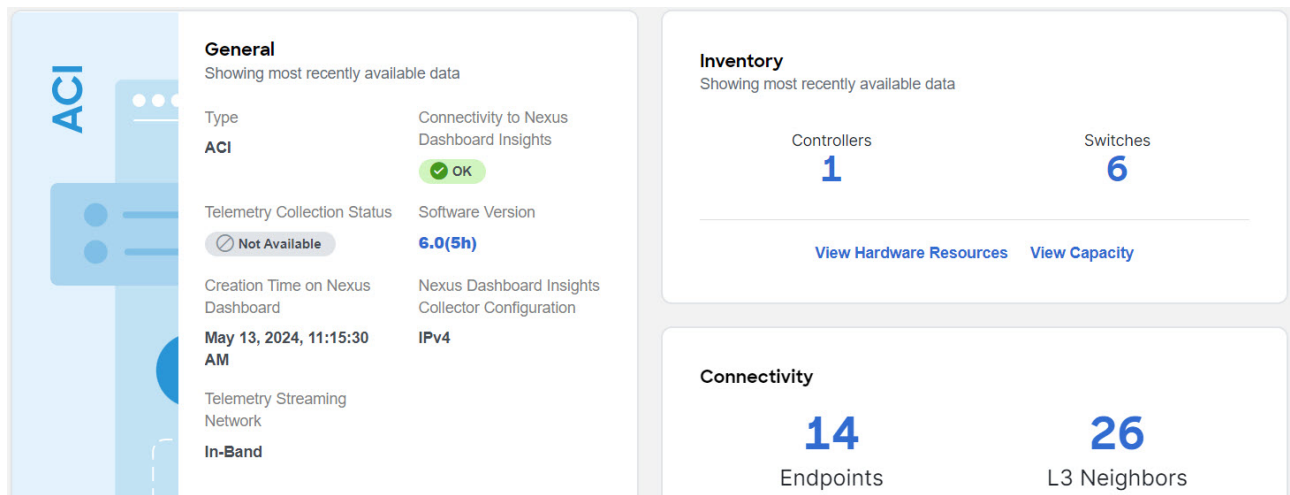 ACI
General
Showing most recently available data
Type
ACI
Connectivity to Nexus
Dashboard Insights
OK
Telemetry Collection Status
Not Available
Software Version
6.0(5h)
Creation Time on Nexus
Dashboard
May 13, 2024, 11:15:30
AM
Nexus Dashboard Insights
Collector Configuration
IPv4
Telemetry Streaming
Network
In-Band
Inventory
Showing most recently available data
Controllers
1
Switches
6
View Hardware Resources
View Capacity
Connectivity
14
Endpoints
26
L3 Neighbors